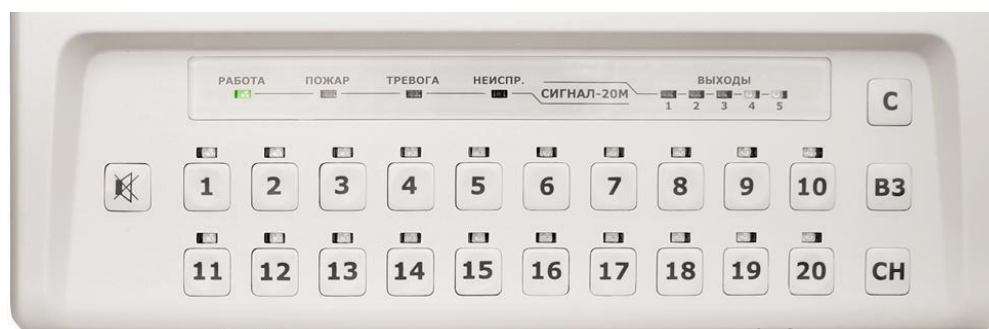 РАБОТА ПОЖАР ТРЕВОГА НЕИСПР. ВЫХОДЫ
СИГНАЛ-20М
1 2 3 4 5
С
1 2 3 4 5 6 7 8 9 10 ВЗ
11 12 13 14 15 16 17 18 19 20 СН